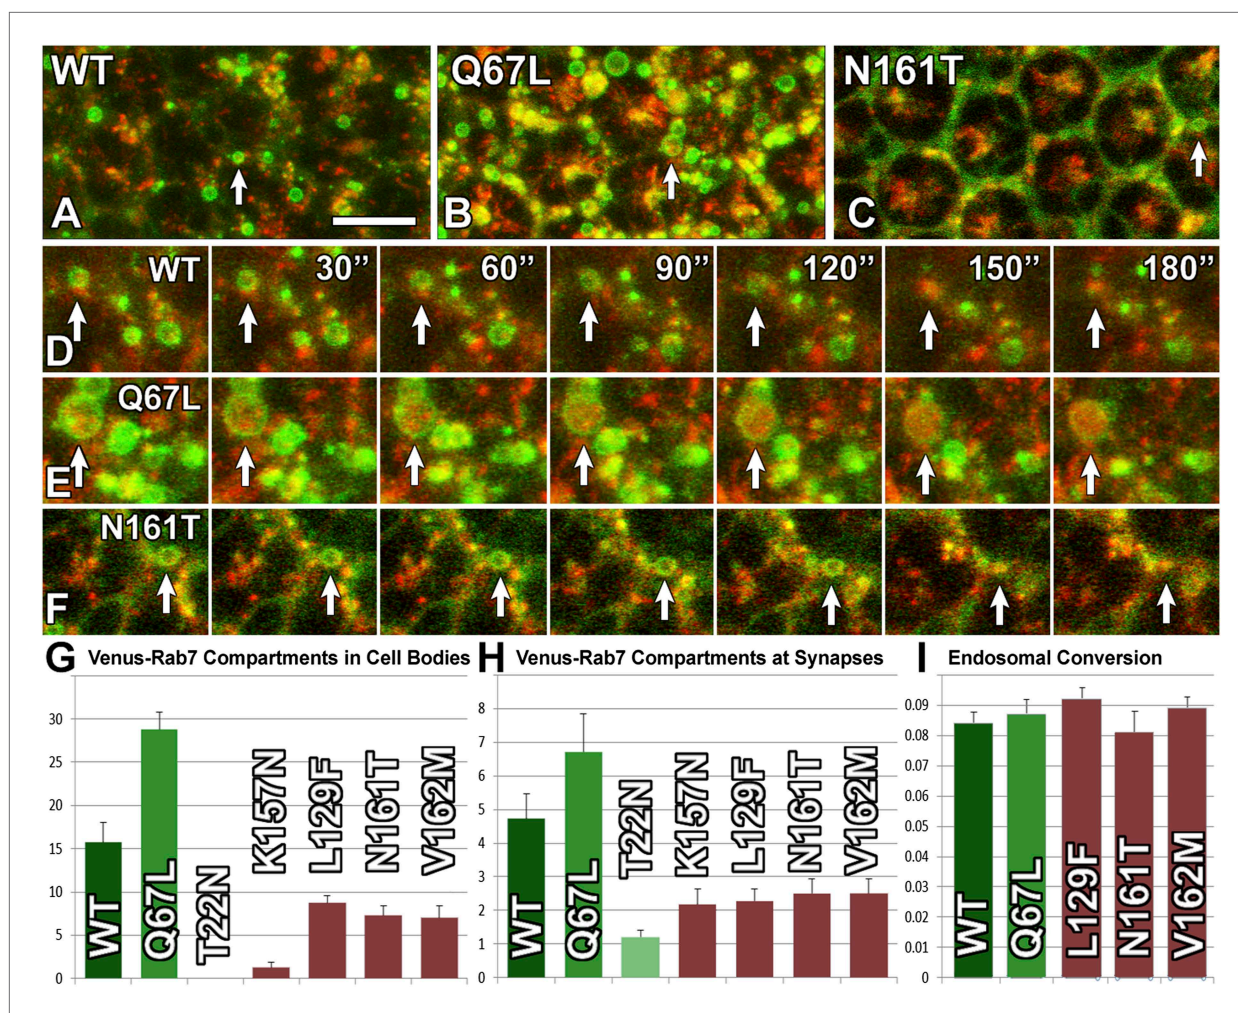 WT
Q67L
N161T
A
B
C
WT
30’’
60’’
90’’
120’’
150’’
180’’
D
Q67L
E
N161T
F
G Venus-Rab7 Compartments in Cell Bodies
H Venus-Rab7 Compartments at Synapses
I Endosomal Conversion
30
25
20
15
10
5
0
WT
Q67L
T22N
K157N
L129F
N161T
V162M
8
7
6
5
4
3
2
1
0
WT
Q67L
T22N
K157N
L129F
N161T
V162M
0.09
0.08
0.07
0.06
0.05
0.04
0.03
0.02
0.01
0
WT
Q67L
L129F
N161T
V162M